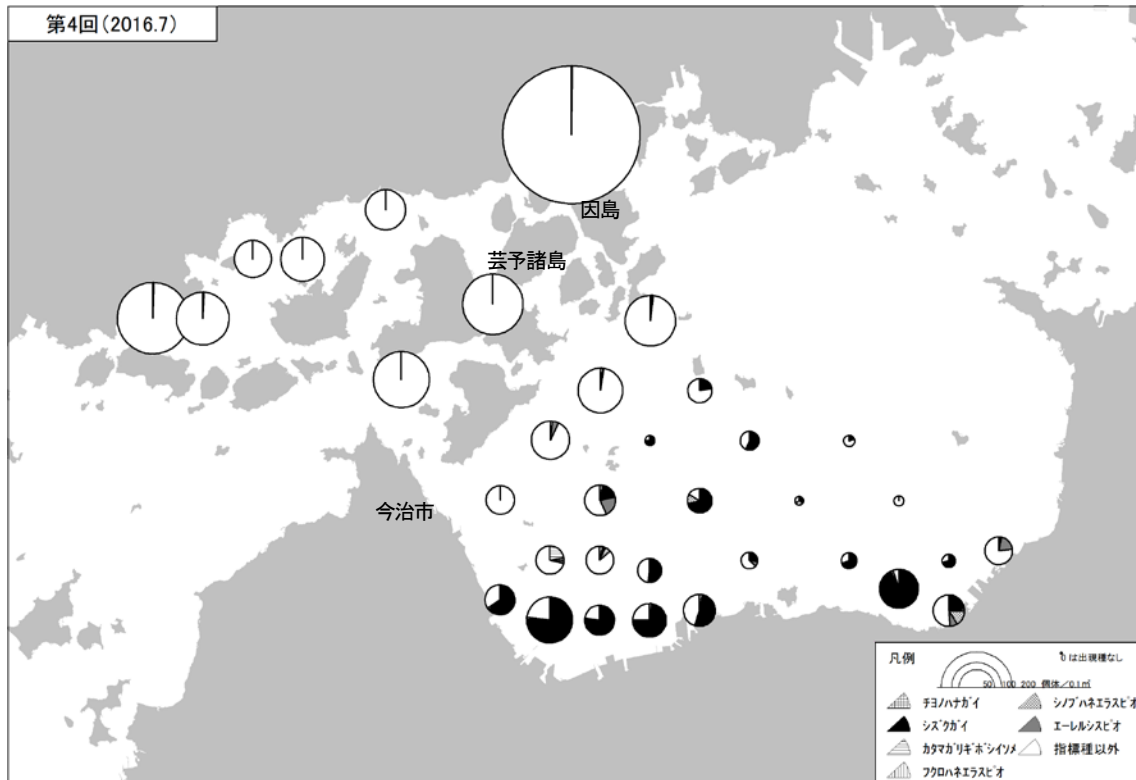 第4回(2016.7)
因島
芸予諸島
今治市
凡例
0 は出現種なし
50 100 200 個体/0.1㎡
チヨノハナガイ
シノブハネエラスピオ
シズクガイ
エーレルシスピオ
カタマガリギボシイソメ
指標種以外
フクロハネエラスピオ